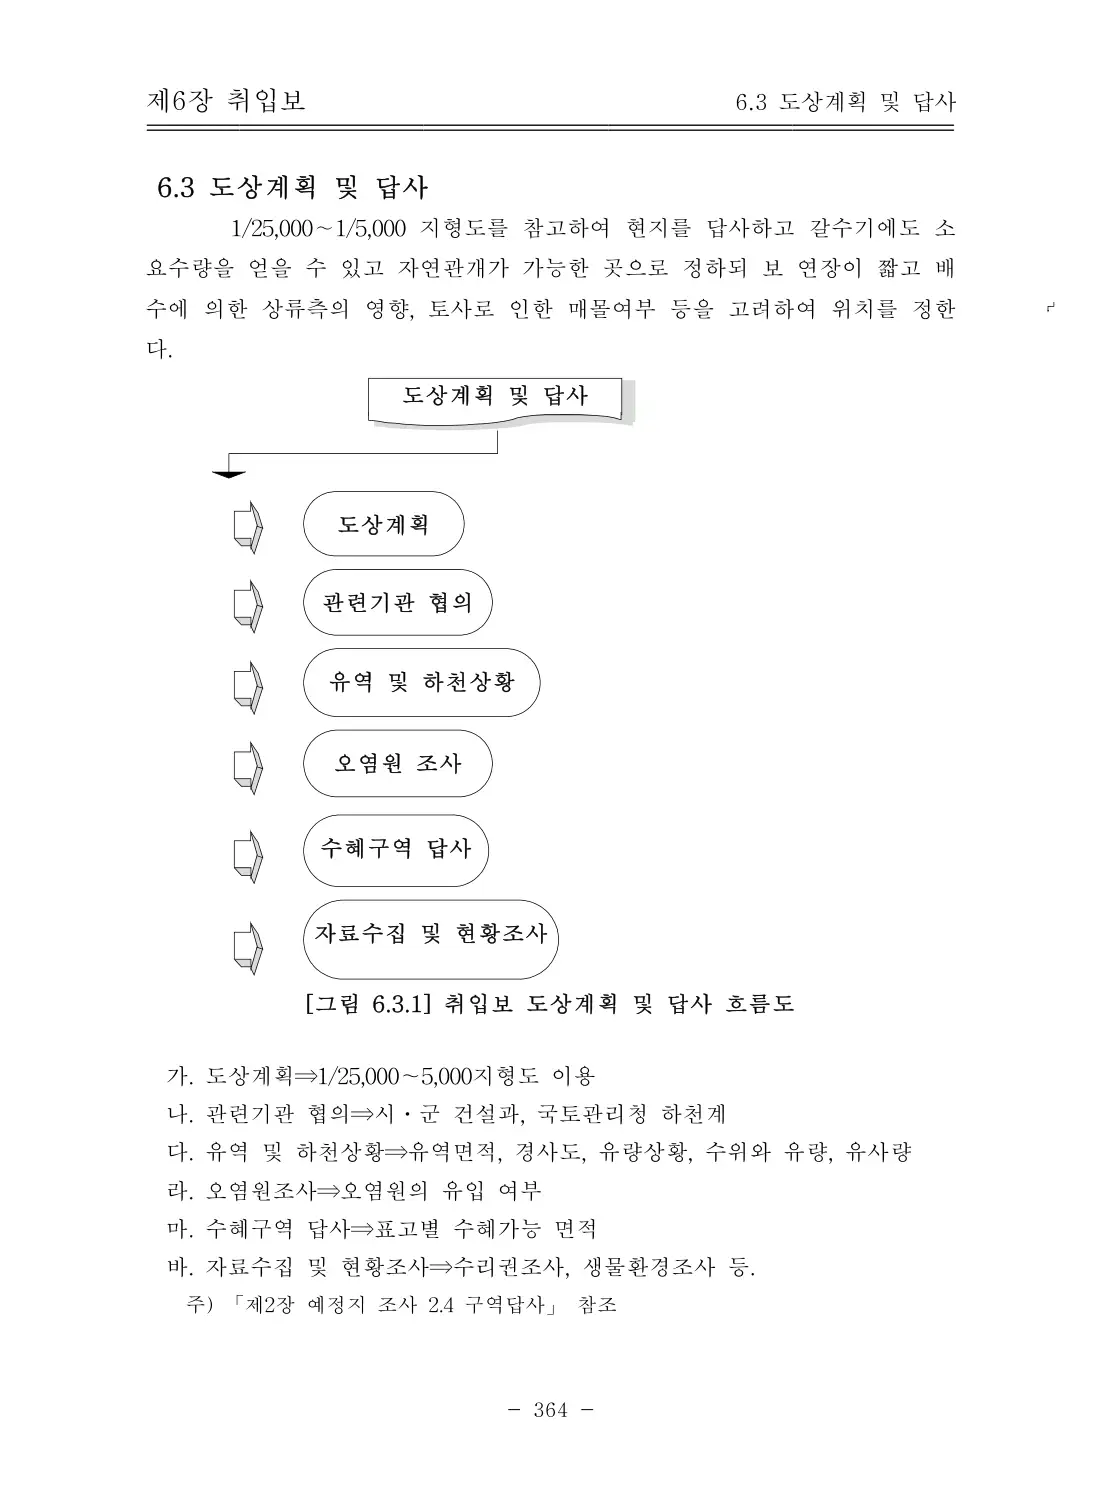 제6장 취입보
6.3 도상계획 및 답사
6.3 도상계획 및 답사
1/25,000∼1/5,000 지형도를 참고하여 현지를 답사하고 갈수기에도 소
요수량을 얻을 수 있고 자연관개가 가능한 곳으로 정하되 보 연장이 짧고 배
수에 의한 상류측의 영향, 토사로 인한 매몰여부 등을 고려하여 위치를 정한
다.
도상계획 및 답사
도상계획
관련기관 협의
유역 및 하천상황
오염원 조사
수혜구역 답사
자료수집 및 현황조사
[그림 6.3.1] 취입보 도상계획 및 답사 흐름도
가. 도상계획⇒1/25,000∼5,000지형도 이용
나. 관련기관 협의⇒시・군 건설과, 국토관리청 하천계
다. 유역 및 하천상황⇒유역면적, 경사도, 유량상황, 수위와 유량, 유사량
라. 오염원조사⇒오염원의 유입 여부
마. 수혜구역 답사⇒표고별 수혜가능 면적
바. 자료수집 및 현황조사⇒수리권조사, 생물환경조사 등.
주) 「제2장 예정지 조사 2.4 구역답사」 참조
- 364 -